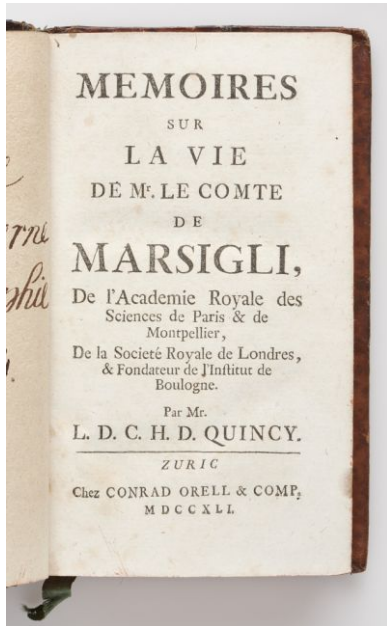 MEMOIRES
SUR
LA VIE
DE Mr. LE COMTE
DE
MARSIGLI,
De l'Academie Royale des
Sciences de Paris & de
Montpellier,
De la Societé Royale de Londres,
& Fondateur de l'Institut de
Boulogne.
Par Mr.
L. D. C. H. D. QUINCY.
ZURIC
Chez CONRAD ORELL & COMP.
MDCCXLI.